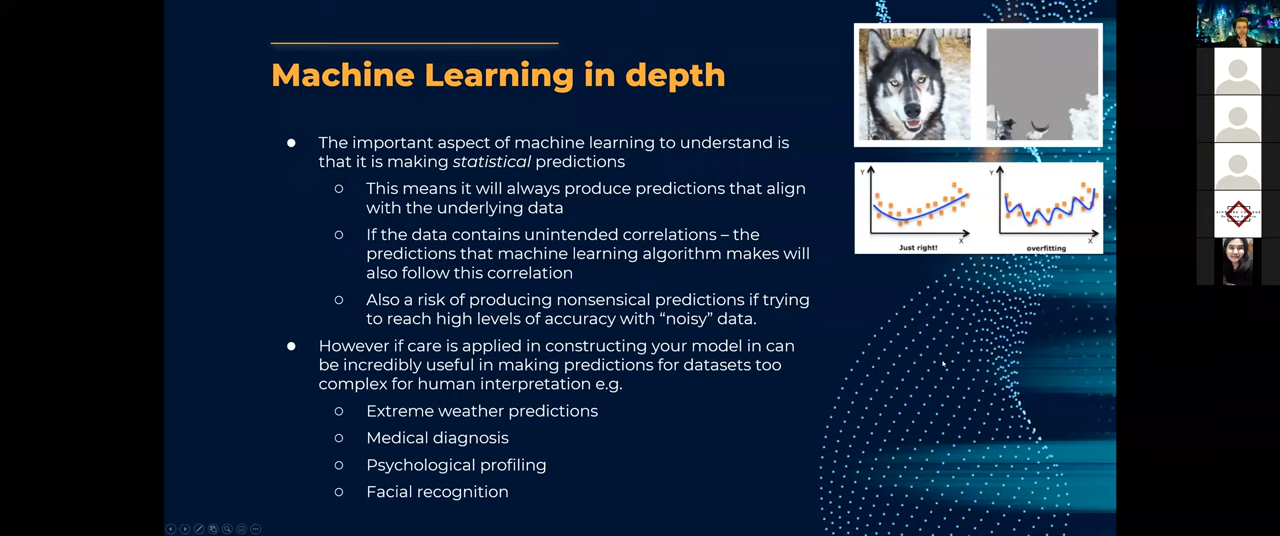 Machine Learning in depth
The important aspect of machine learning to understand is
that it is making statistical predictions
This means it will always produce predictions that align
with the underlying data
If the data contains unintended correlations – the
predictions that machine learning algorithm makes will
also follow this correlation
Also a risk of producing nonsensical predictions if trying
to reach high levels of accuracy with “noisy” data.
However if care is applied in constructing your model in can
be incredibly useful in making predictions for datasets too
complex for human interpretation e.g.
Extreme weather predictions
Medical diagnosis
Psychological profiling
Facial recognition
Y
X
Just right!
Y
X
overfitting